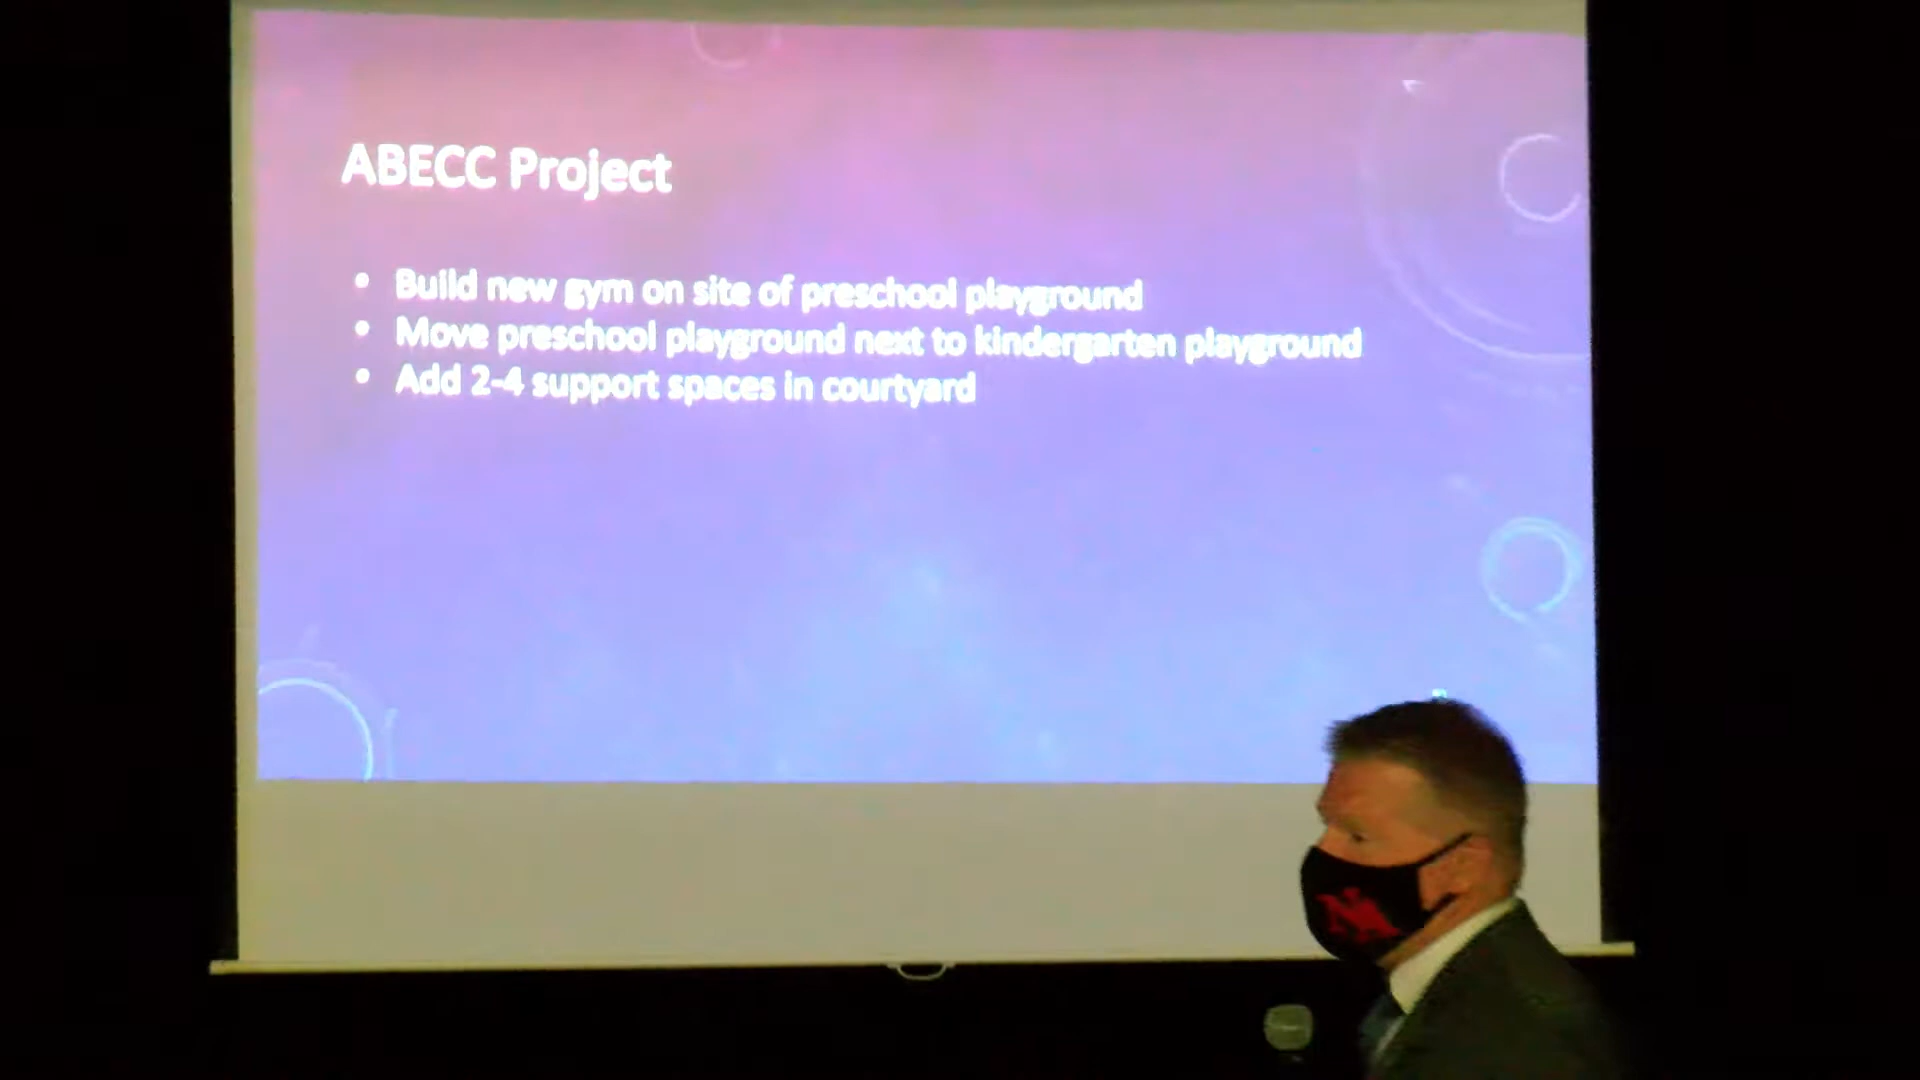 ABECC Project
• Build new gym on site of preschool playground
• Move preschool playground next to kindergarten playground
• Add 2-4 support spaces in courtyard